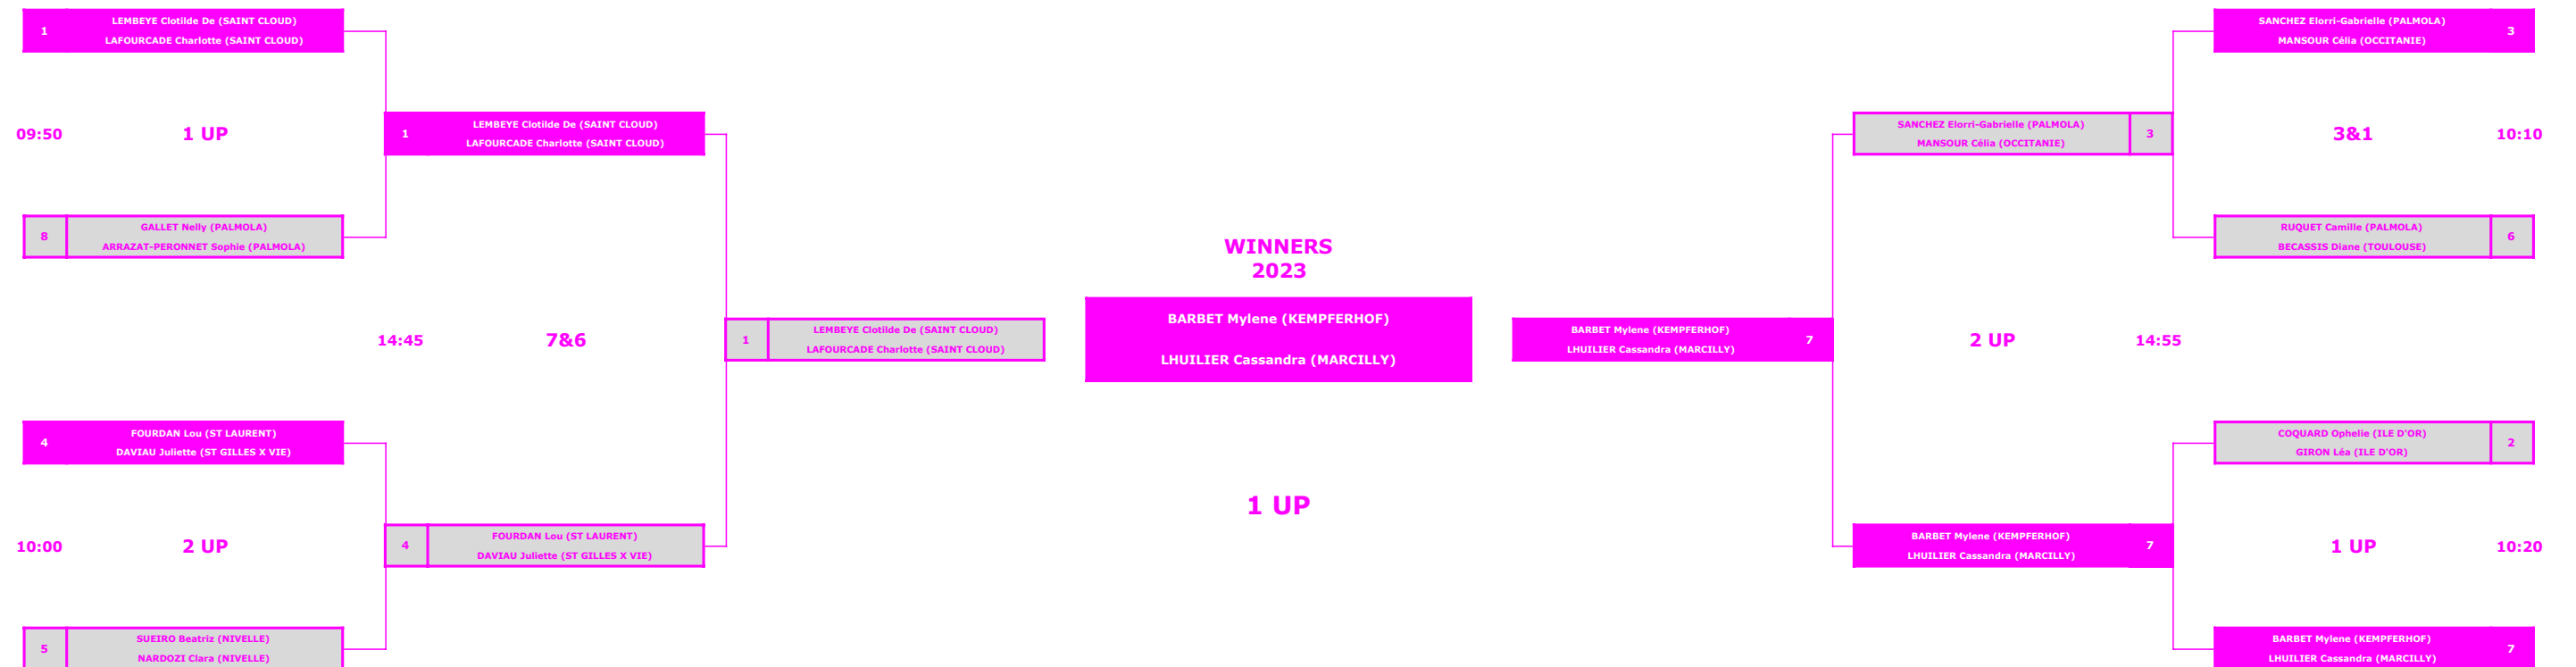 1
LEMBEYE Clotilde De (SAINT CLOUD)
LAFOURCADE Charlotte (SAINT CLOUD)
09:50
1 UP
8
GALLET Nelly (PALMOLA)
ARRAZAT-PERONNET Sophie (PALMOLA)
1
LEMBEYE Clotilde De (SAINT CLOUD)
LAFOURCADE Charlotte (SAINT CLOUD)
14:45
7&6
4
FOURDAN Lou (ST LAURENT)
DAVIAU Juliette (ST GILLES X VIE)
10:00
2 UP
5
SUEIRO Beatriz (NIVELLE)
NARDOZI Clara (NIVELLE)
4
FOURDAN Lou (ST LAURENT)
DAVIAU Juliette (ST GILLES X VIE)
1
LEMBEYE Clotilde De (SAINT CLOUD)
LAFOURCADE Charlotte (SAINT CLOUD)
WINNERS
2023
BARBET Mylene (KEMPFERHOF)
LHUILIER Cassandra (MARCILLY)
1 UP
BARBET Mylene (KEMPFERHOF)
LHUILIER Cassandra (MARCILLY)
7
SANCHEZ Elorri-Gabrielle (PALMOLA)
MANSOUR Célia (OCCITANIE)
3
2 UP
14:55
BARBET Mylene (KEMPFERHOF)
LHUILIER Cassandra (MARCILLY)
7
SANCHEZ Elorri-Gabrielle (PALMOLA)
MANSOUR Célia (OCCITANIE)
3
3&1
10:10
RUQUET Camille (PALMOLA)
BECASSIS Diane (TOULOUSE)
6
COQUARD Ophelie (ILE D'OR)
GIRON Léa (ILE D'OR)
2
1 UP
10:20
BARBET Mylene (KEMPFERHOF)
LHUILIER Cassandra (MARCILLY)
7